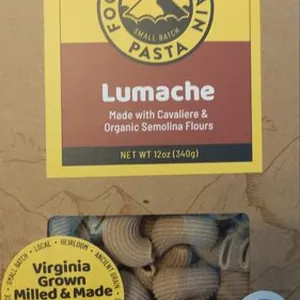 SMALL BATCH
PASTA
Lumache
Made with Cavaliere &
Organic Semolina Flours
NET WT 12oz (340g)
SMALL BATCH • LOCAL • HEIRLOOM • ANCIENT GRAIN
Virginia
Grown
Milled & Made